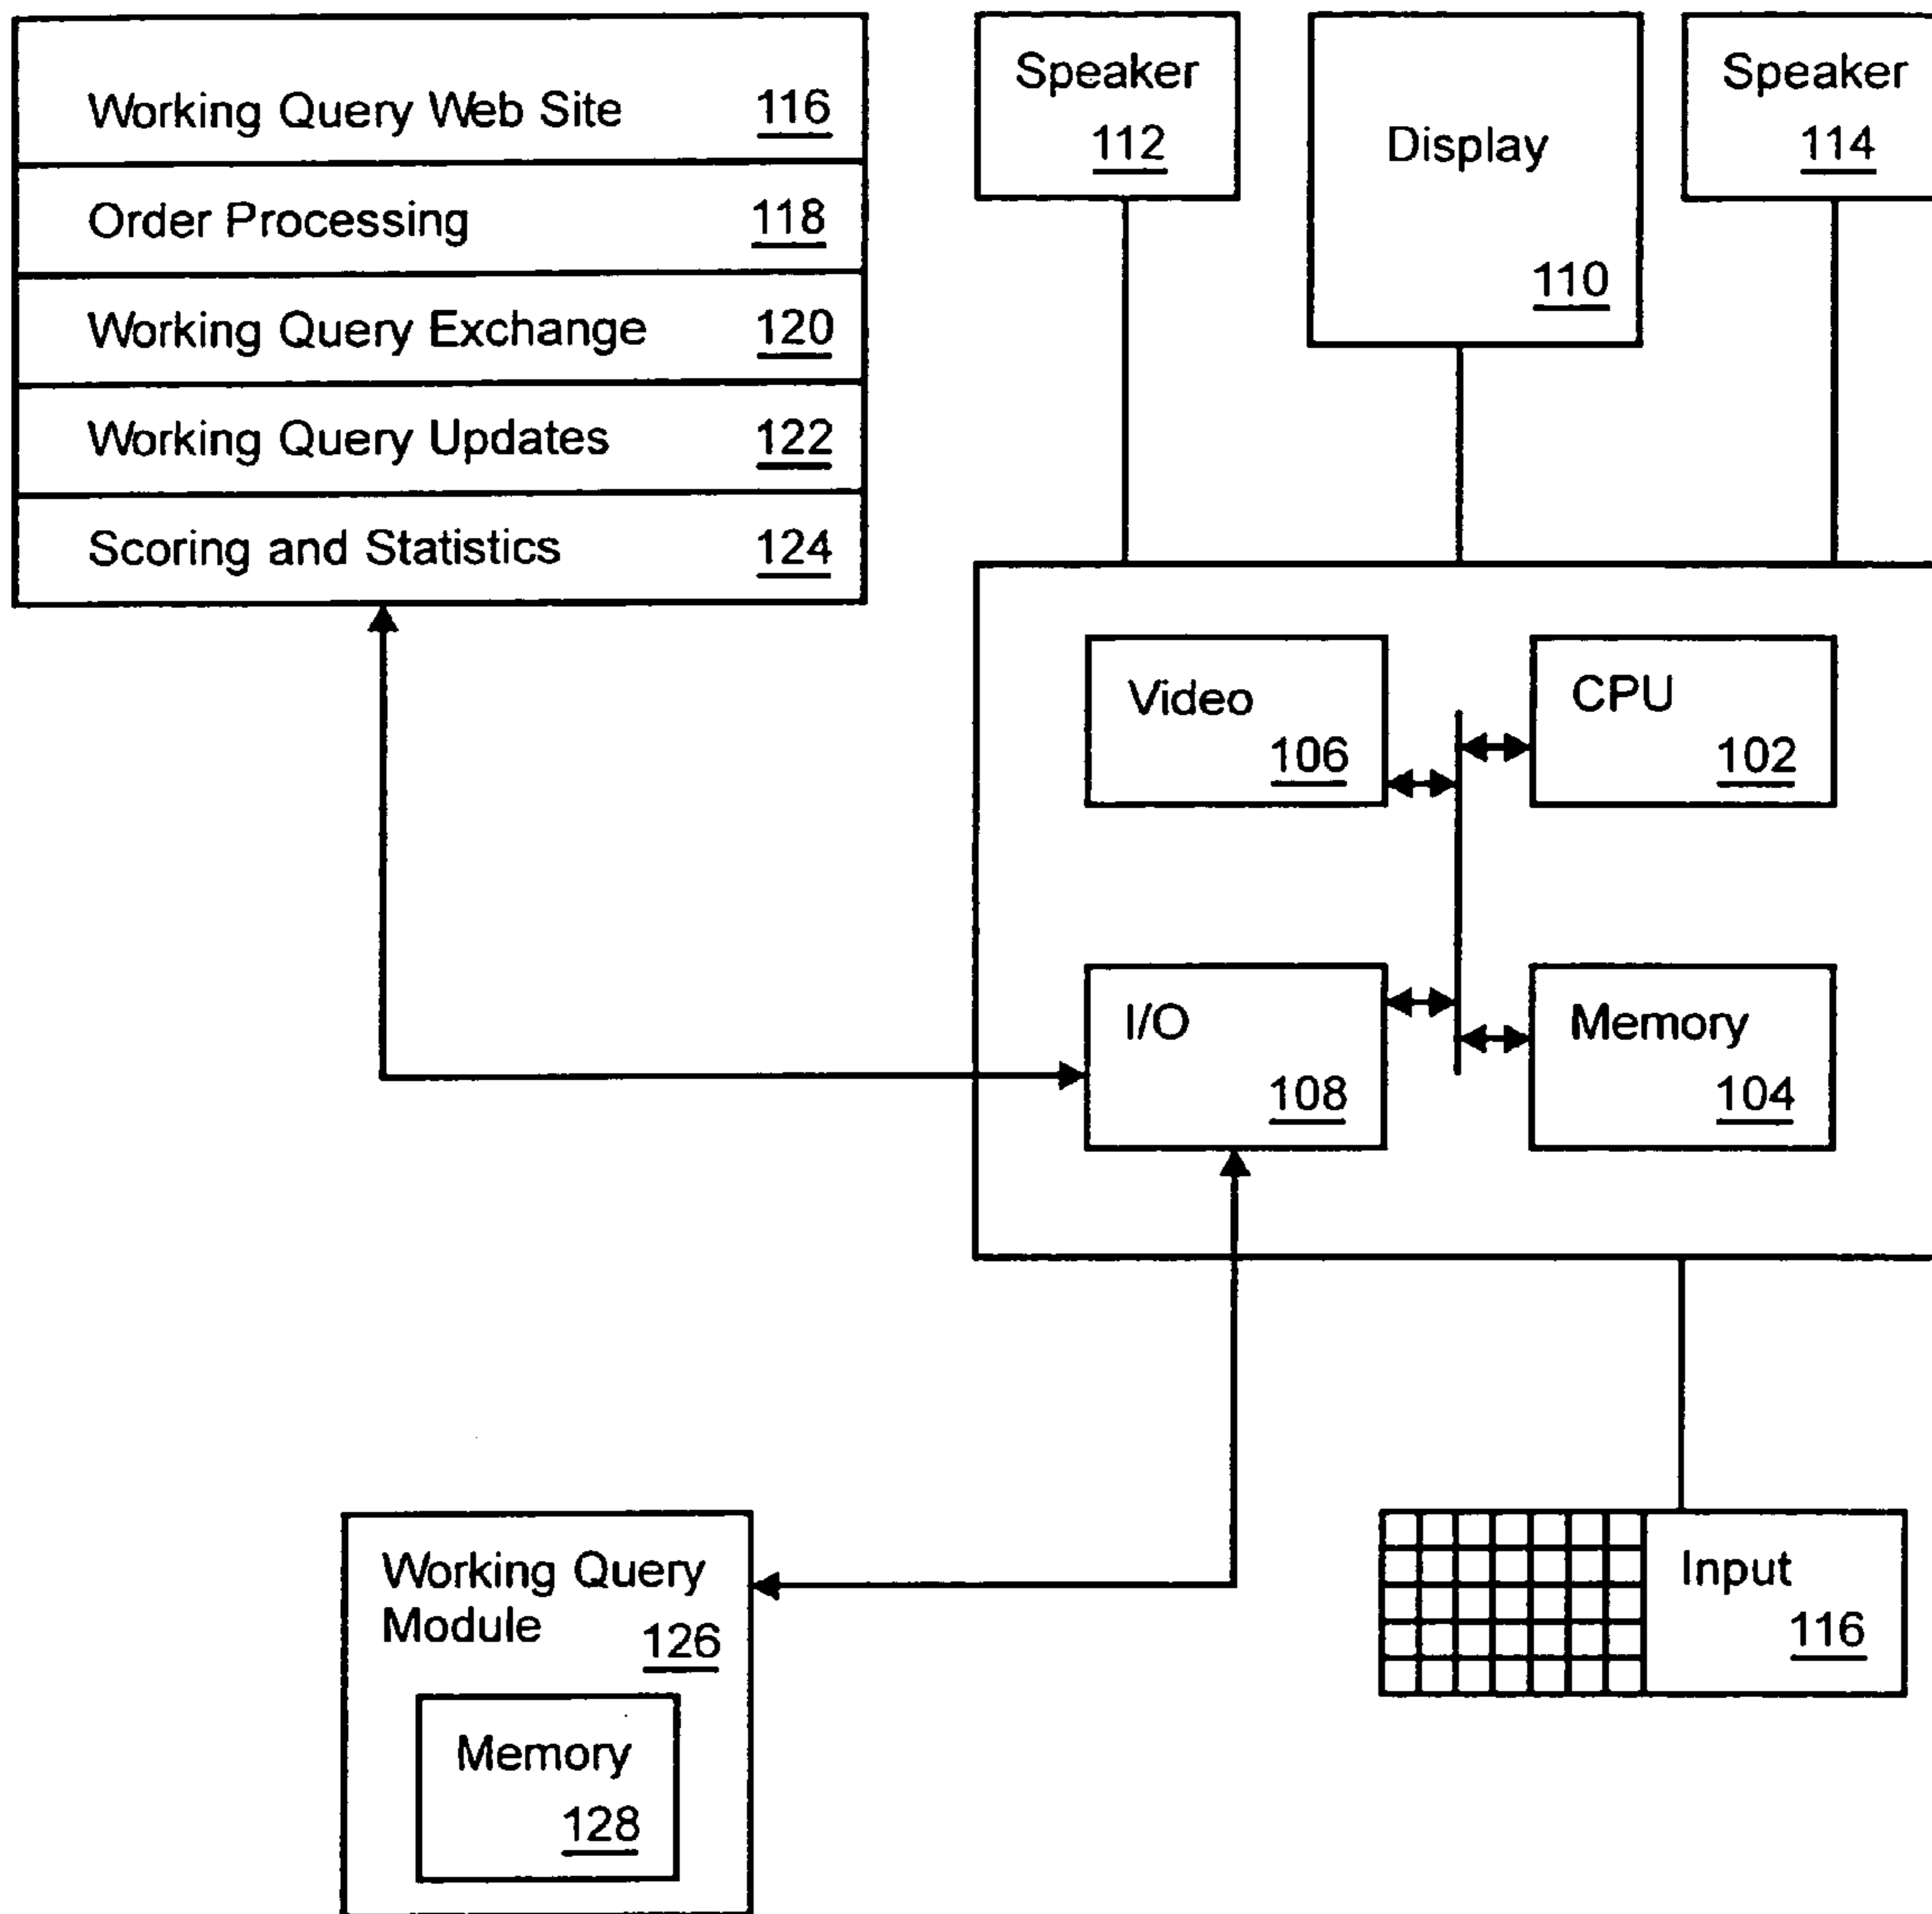 Working Query Web Site 116
Order Processing 118
Working Query Exchange 120
Working Query Updates 122
Scoring and Statistics 124
Speaker
112
Display
110
Speaker
114
Video
106
CPU
102
I/O
108
Memory
104
Working Query
Module 126
Memory
128
Input
116